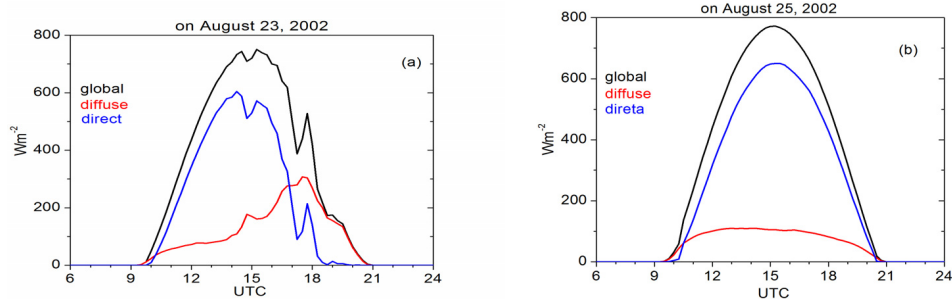 on August 23, 2002
800
600
400
200
0
Wm-2
(a)
global
diffuse
direct
6 9 12 15 18 21 24
UTC
on August 25, 2002
800
600
400
200
0
Wm-2
(b)
global
diffuse
direta
6 9 12 15 18 21 24
UTC